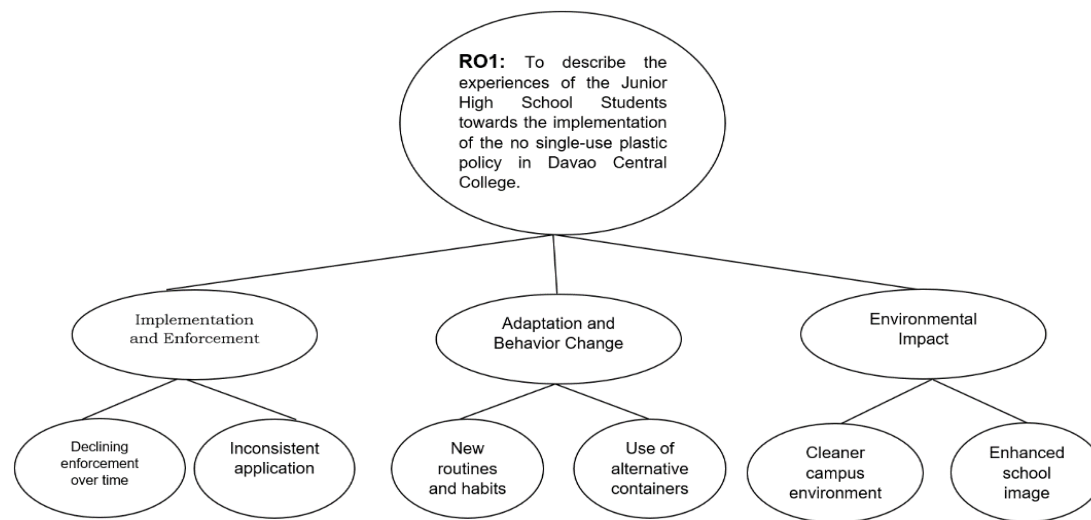 RO1: To describe the
experiences of the Junior
High School Students
towards the implementation
of the no single-use plastic
policy in Davao Central
College.
Implementation
and Enforcement
Adaptation and
Behavior Change
Environmental
Impact
Declining
enforcement
over time
Inconsistent
application
New
routines
and habits
Use of
alternative
containers
Cleaner
campus
environment
Enhanced
school
image